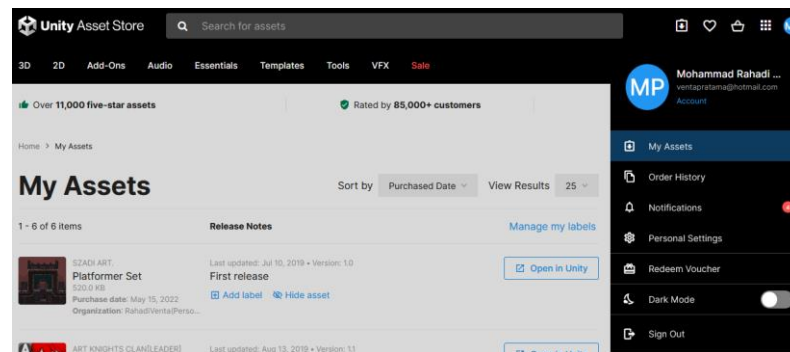 Unity Asset Store
Search for assets
3D 2D Add-Ons Audio Essentials Templates Tools VFX Sale
Over 11,000 five-star assets
Rated by 85,000+ customers
Home > My Assets
My Assets
Sort by Purchased Date View Results 25
1 - 6 of 6 items Release Notes Manage my labels
SZADI ART.
Platformer Set
520.0 KB
Purchase date: May 15, 2022
Organization: RahadiVenta(Perso...
Last updated: Jul 10, 2019 • Version: 1.0
First release
Add label Hide asset
Open in Unity
ART KNIGHTS CLAN(LEADER)
Last updated: Aug 13, 2019 • Version: 1.1
MP
Mohammad Rahadi ...
ventapratama@hotmail.com
Account
My Assets
Order History
Notifications
Personal Settings
Redeem Voucher
Dark Mode
Sign Out